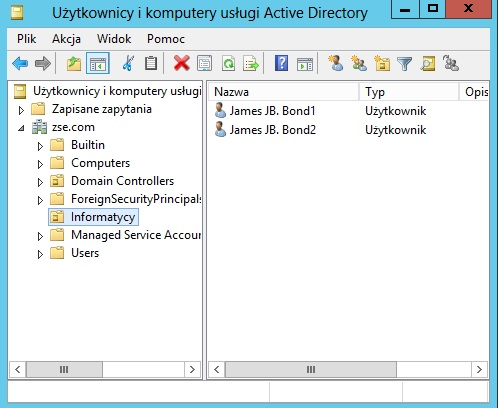 Użytkownicy i komputery usługi Active Directory
Plik Akcja Widok Pomoc
Użytkownicy i komputery usługi
Zapisane zapytania
zse.com
Builtin
Computers
Domain Controllers
ForeignSecurityPrincipals
Informatycy
Managed Service Accour
Users
Nazwa Typ Opis
James JB. Bond1 Użytkownik
James JB. Bond2 Użytkownik